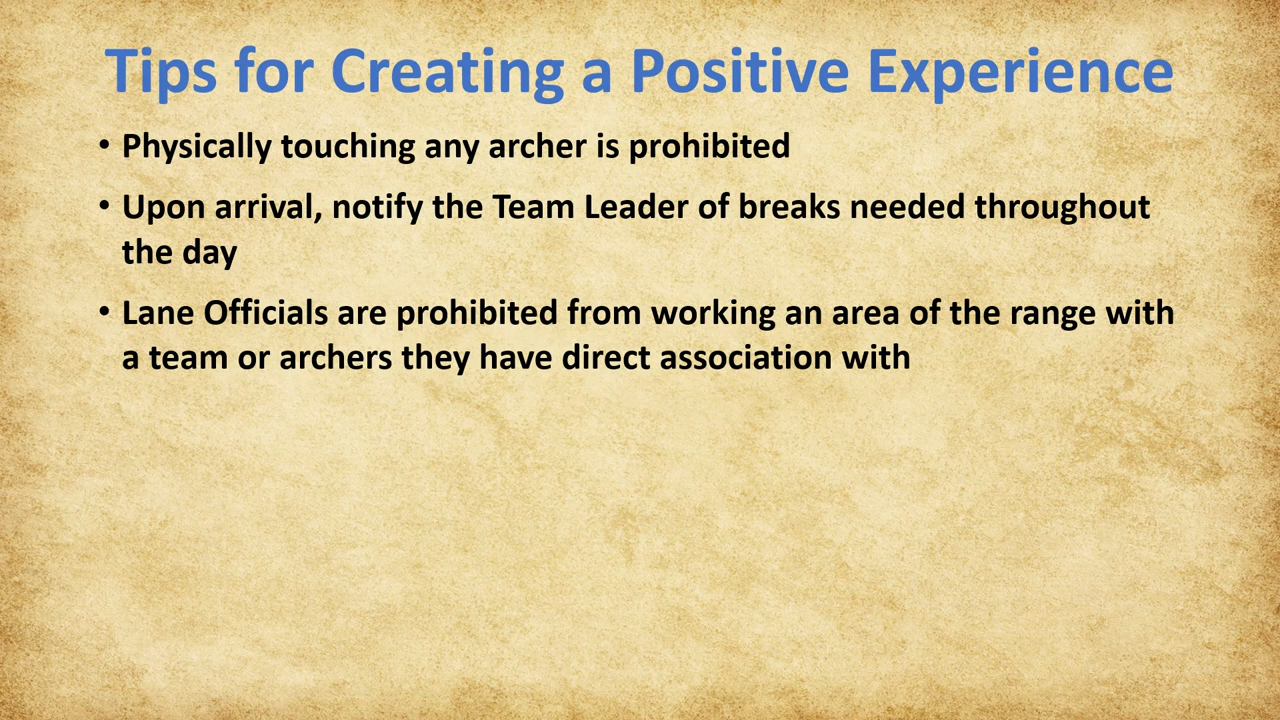 Tips for Creating a Positive Experience
• Physically touching any archer is prohibited
• Upon arrival, notify the Team Leader of breaks needed throughout
the day
• Lane Officials are prohibited from working an area of the range with
a team or archers they have direct association with